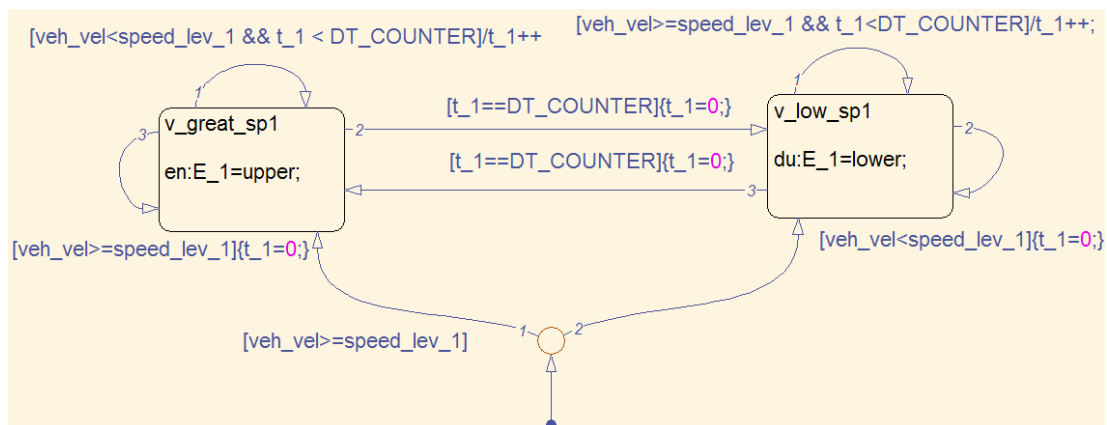 [veh_vel<speed_lev_1 && t_1 < DT_COUNTER]/t_1++
[veh_vel>=speed_lev_1 && t_1<DT_COUNTER]/t_1++;
1
1
v_great_sp1
3
2
en:E_1=upper;
[t_1==DT_COUNTER]{t_1=0;}
[t_1==DT_COUNTER]{t_1=0;}
v_low_sp1
2
du:E_1=lower;
3
[veh_vel>=speed_lev_1]{t_1=0;}
[veh_vel<speed_lev_1]{t_1=0;}
[veh_vel>=speed_lev_1]
1
2